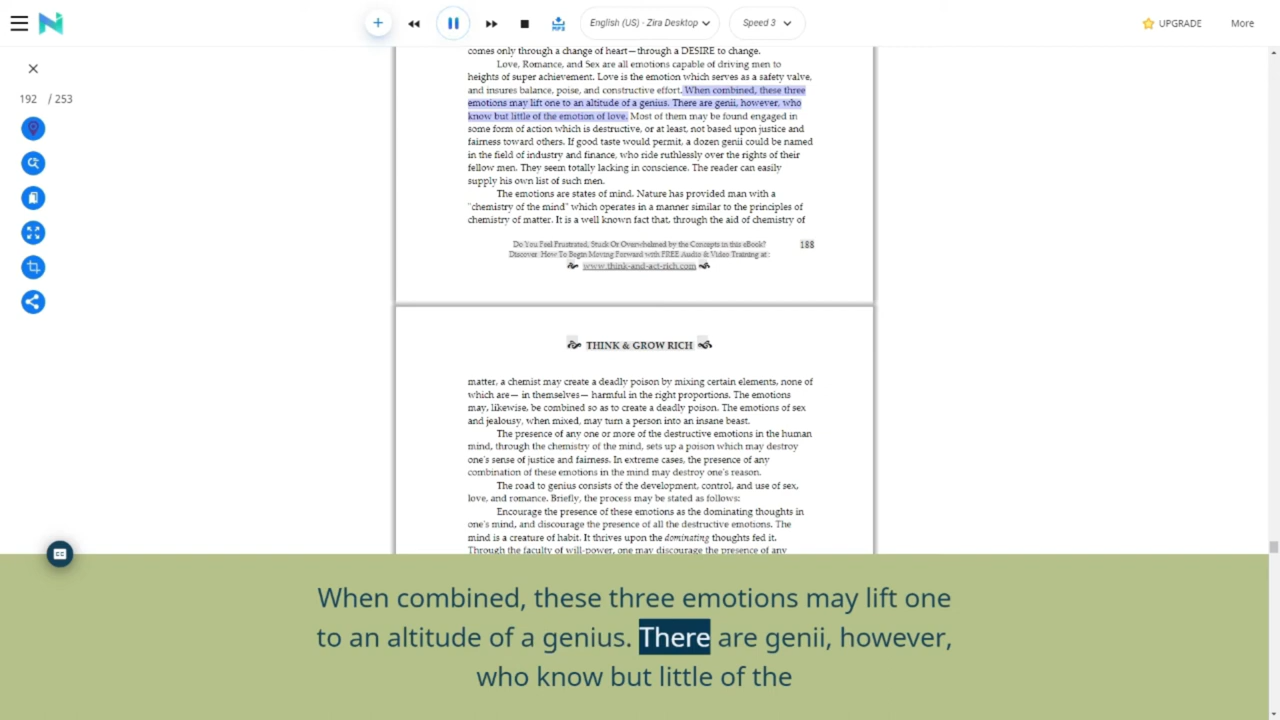 English (US) - Zira Desktop
Speed 3
UPGRADE
More
192 / 253
comes only through a change of heart—through a DESIRE to change.
Love, Romance, and Sex are all emotions capable of driving men to
heights of super achievement. Love is the emotion which serves as a safety valve,
and insures balance, poise, and constructive effort. When combined, these three
emotions may lift one to an altitude of a genius. There are genii, however, who
know but little of the emotion of love. Most of them may be found engaged in
some form of action which is destructive, or at least, not based upon justice and
fairness toward others. If good taste would permit, a dozen genii could be named
in the field of industry and finance, who ride ruthlessly over the rights of their
fellow men. They seem totally lacking in conscience. The reader can easily
supply his own list of such men.
The emotions are states of mind. Nature has provided man with a
"chemistry of the mind" which operates in a manner similar to the principles of
chemistry of matter. It is a well known fact that, through the aid of chemistry of
Do You Feel Frustrated, Stuck Or Overwhelmed by the Concepts in this eBook?
188
Discover: How To Begin Moving Forward with FREE Audio & Video Training at:
www.think-and-act-rich.com
THINK & GROW RICH
matter, a chemist may create a deadly poison by mixing certain elements, none of
which are— in themselves— harmful in the right proportions. The emotions
may, likewise, be combined so as to create a deadly poison. The emotions of sex
and jealousy, when mixed, may turn a person into an insane beast.
The presence of any one or more of the destructive emotions in the human
mind, through the chemistry of the mind, sets up a poison which may destroy
one's sense of justice and fairness. In extreme cases, the presence of any
combination of these emotions in the mind may destroy one's reason.
The road to genius consists of the development, control, and use of sex,
love, and romance. Briefly, the process may be stated as follows:
Encourage the presence of these emotions as the dominating thoughts in
one's mind, and discourage the presence of all the destructive emotions. The
mind is a creature of habit. It thrives upon the dominating thoughts fed it.
Through the faculty of will-power, one may discourage the presence of any
CC
When combined, these three emotions may lift one
to an altitude of a genius. There are genii, however,
who know but little of the